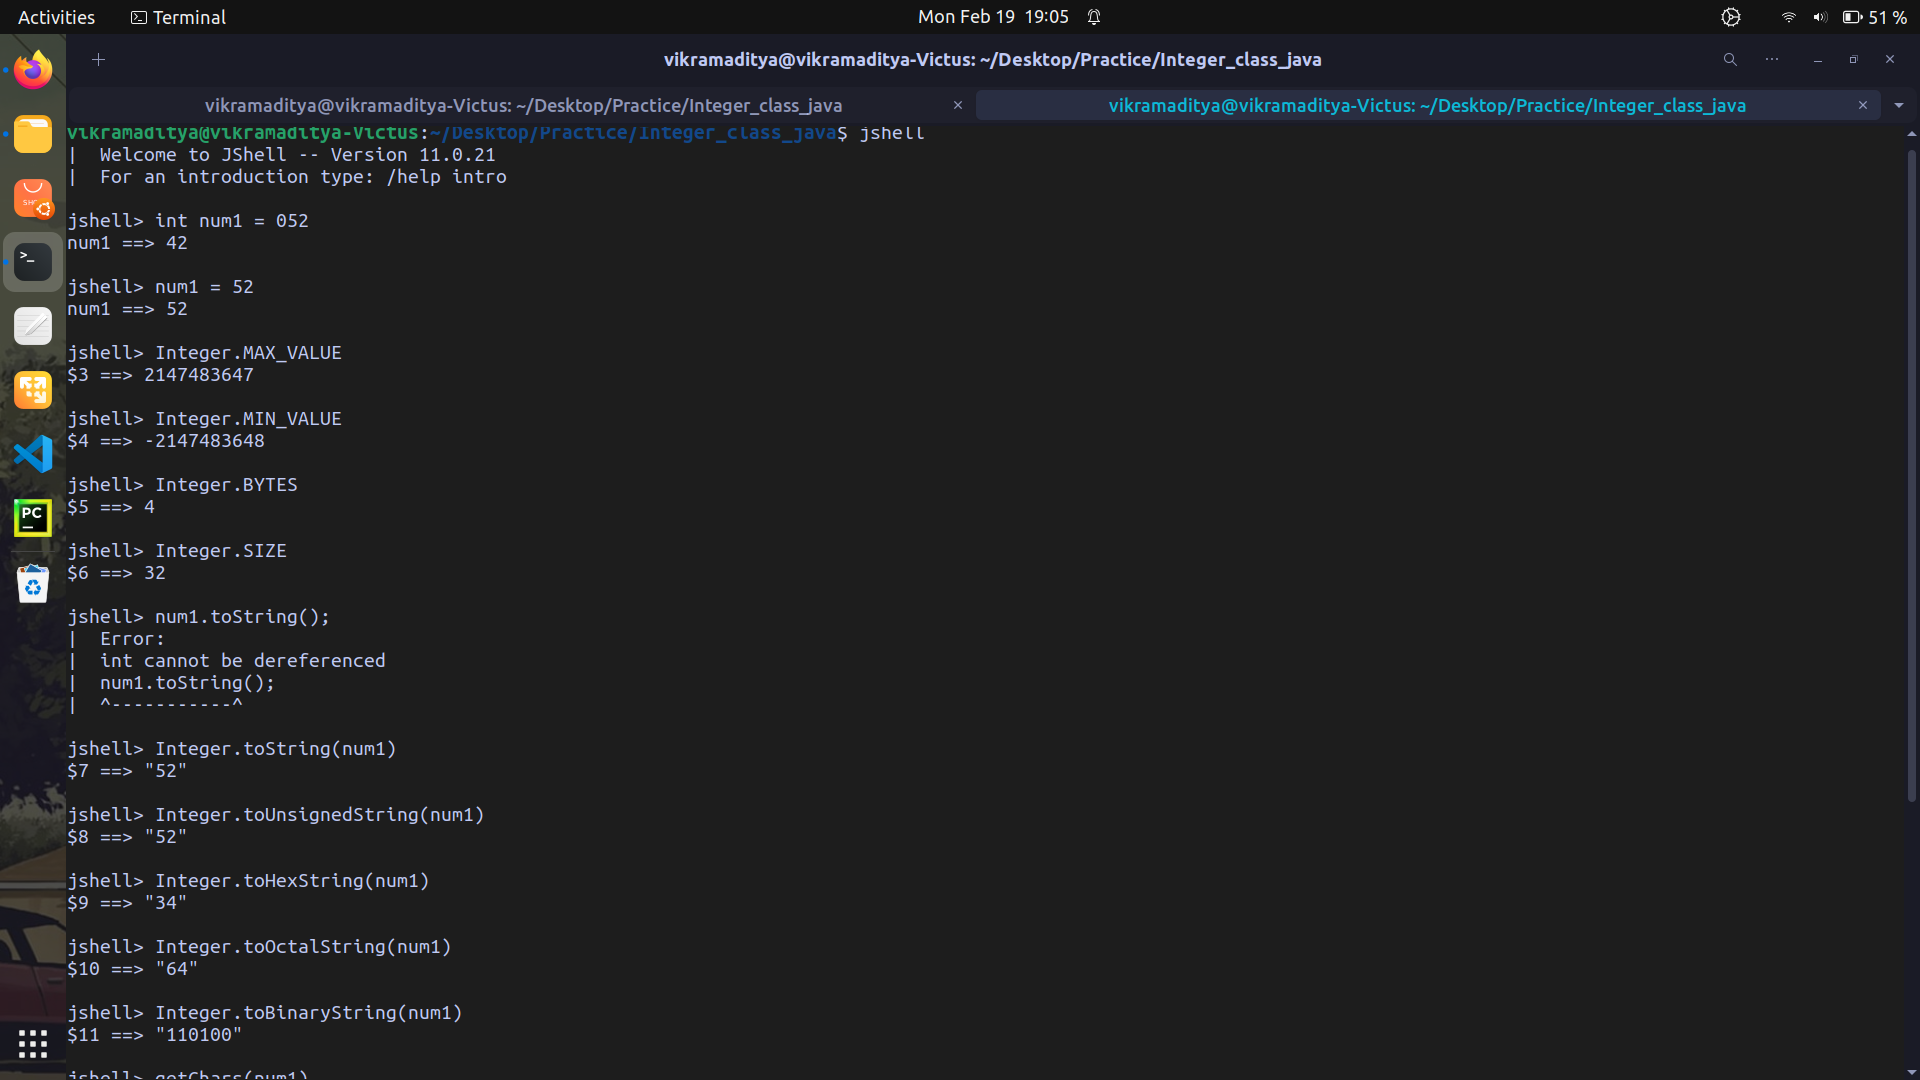 Activities
Terminal
Mon Feb 19 19:05
51 %
vikramaditya@vikramaditya-Victus: ~/Desktop/Practice/Integer_class_java
vikramaditya@vikramaditya-Victus: ~/Desktop/Practice/Integer_class_java
vikramaditya@vikramaditya-Victus: ~/Desktop/Practice/Integer_class_java
vikramaditya@vikramaditya-Victus:~/Desktop/Practice/Integer_class_java$ jshell
|  Welcome to JShell -- Version 11.0.21
|  For an introduction type: /help intro
jshell> int num1 = 052
num1 ==> 42
jshell> num1 = 52
num1 ==> 52
jshell> Integer.MAX_VALUE
$3 ==> 2147483647
jshell> Integer.MIN_VALUE
$4 ==> -2147483648
jshell> Integer.BYTES
$5 ==> 4
jshell> Integer.SIZE
$6 ==> 32
jshell> num1.toString();
|  Error:
|  int cannot be dereferenced
|  num1.toString();
|  ^-----------^
jshell> Integer.toString(num1)
$7 ==> "52"
jshell> Integer.toUnsignedString(num1)
$8 ==> "52"
jshell> Integer.toHexString(num1)
$9 ==> "34"
jshell> Integer.toOctalString(num1)
$10 ==> "64"
jshell> Integer.toBinaryString(num1)
$11 ==> "110100"
jshell> getChars(num1)
SHO
>_
PC